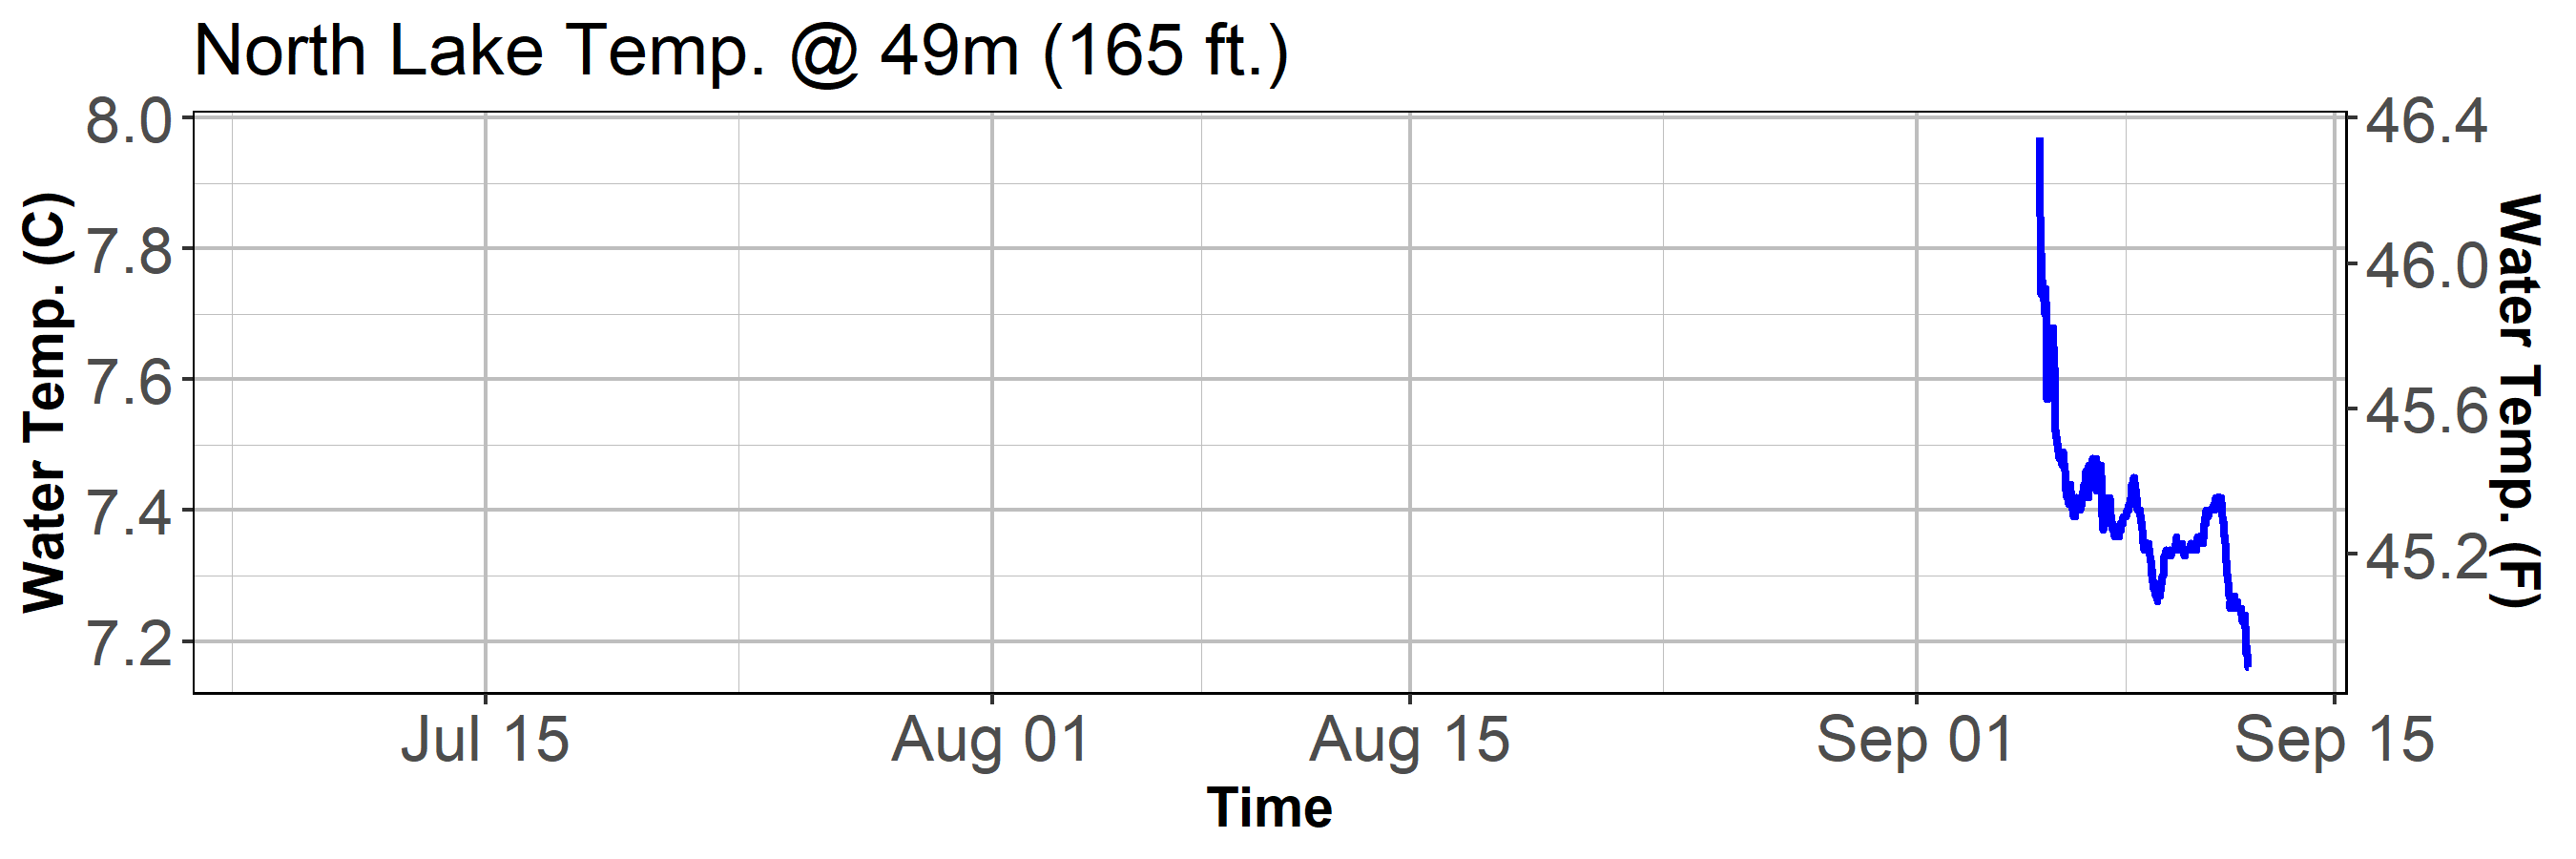 North Lake Temp. @ 49m (165 ft.)
Water Temp. (C)
8.0
7.8
7.6
7.4
7.2
46.4
46.0
45.6
45.2
Water Temp. (F)
Jul 15 Aug 01 Aug 15 Sep 01 Sep 15
Time